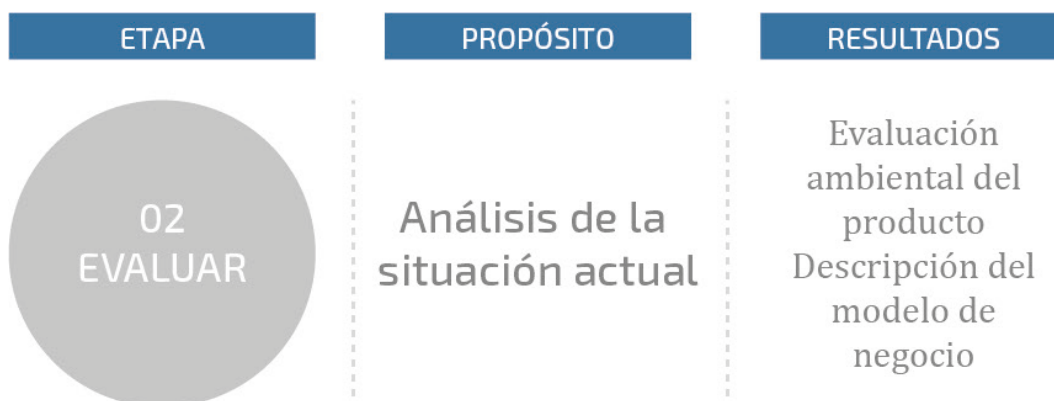 ETAPA
PROPÓSITO
RESULTADOS
02
EVALUAR
Análisis de la
situación actual
Evaluación
ambiental del
producto
Descripción del
modelo de
negocio